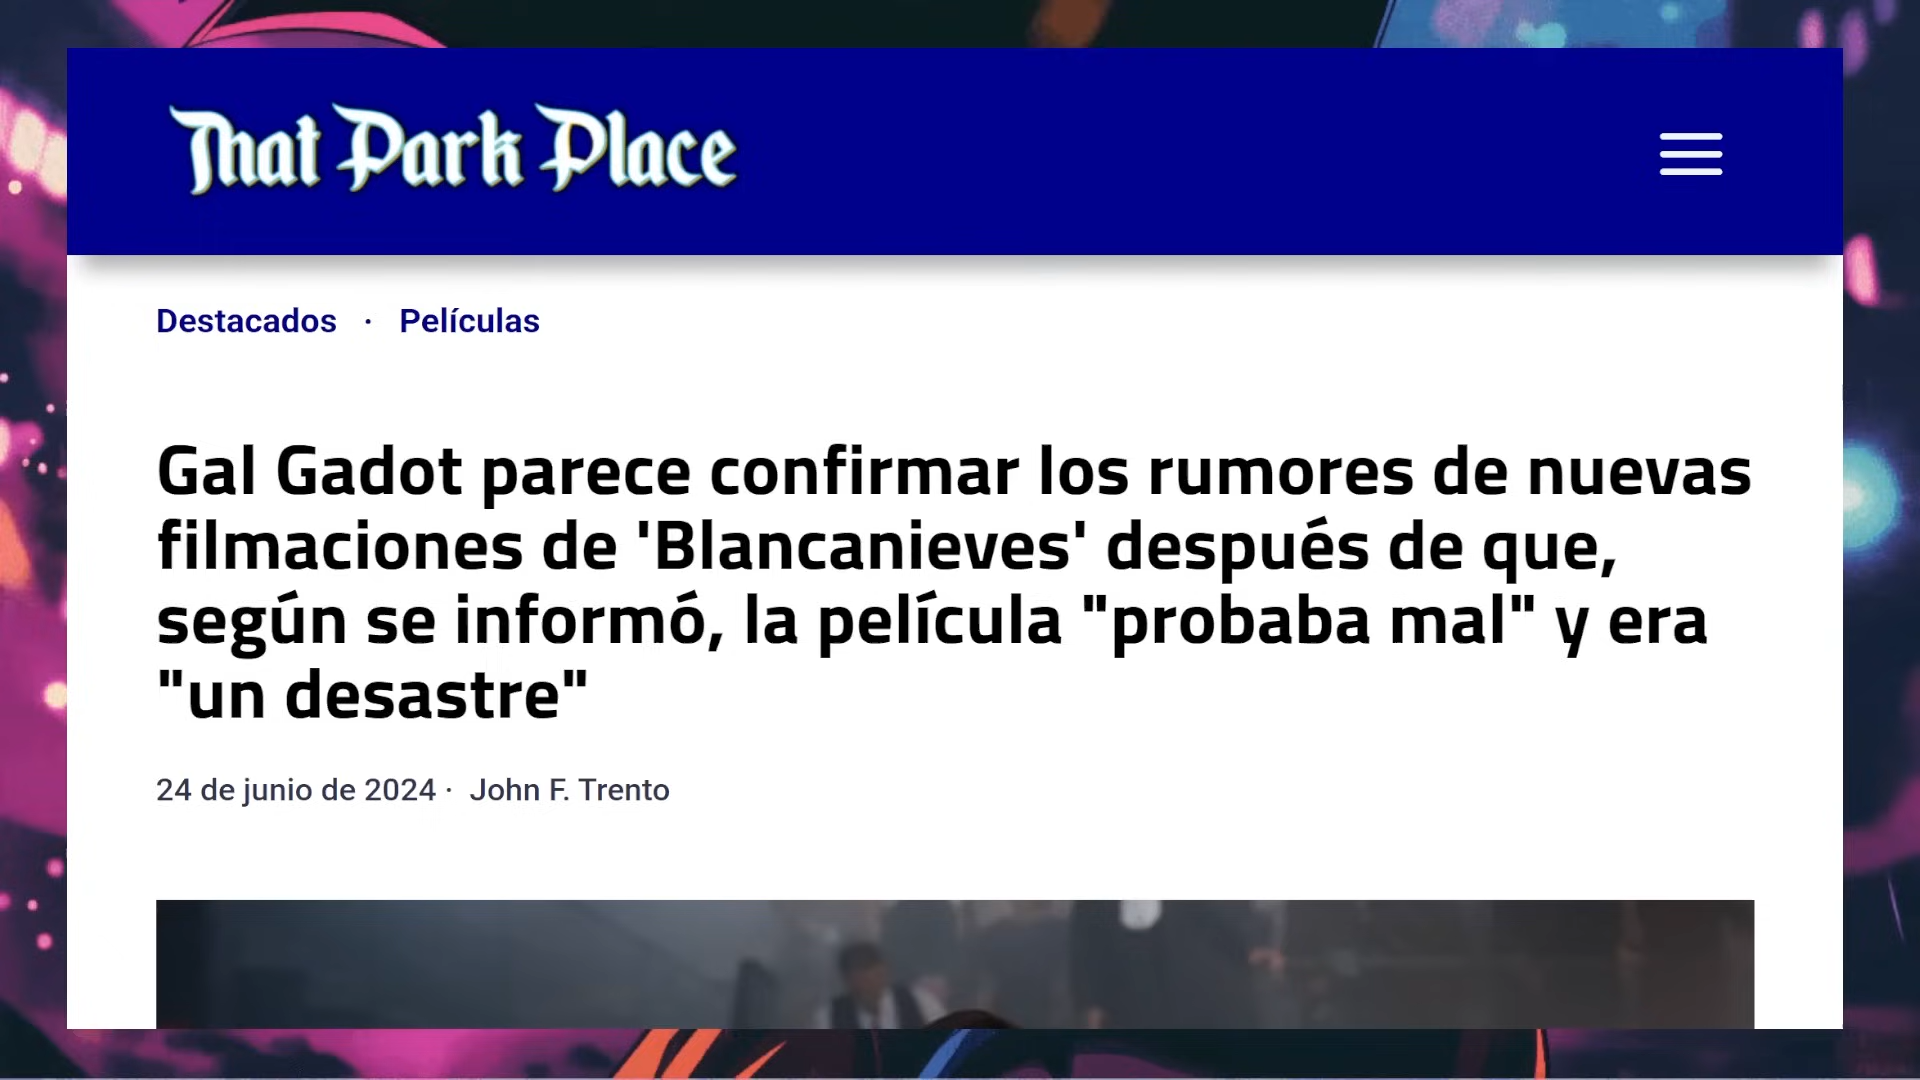 That Park Place
Destacados · Películas
Gal Gadot parece confirmar los rumores de nuevas
filmaciones de 'Blancanieves' después de que,
según se informó, la película "probaba mal" y era
"un desastre"
24 de junio de 2024 · John F. Trento